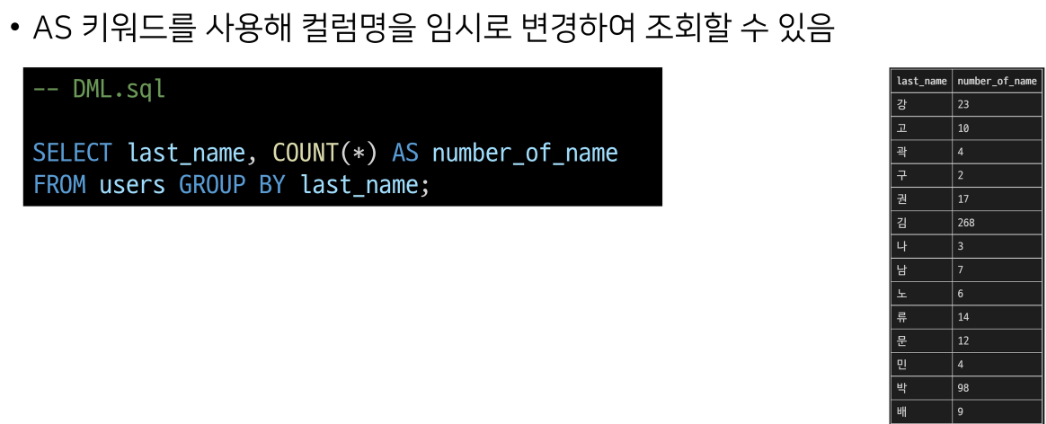 • AS 키워드를 사용해 컬럼명을 임시로 변경하여 조회할 수 있음
-- DML.sql
SELECT last_name, COUNT(*) AS number_of_name
FROM users GROUP BY last_name;
last_name number_of_name
강 23
고 10
곽 4
구 2
권 17
김 268
나 3
남 7
노 6
류 14
문 12
민 4
박 98
배 9